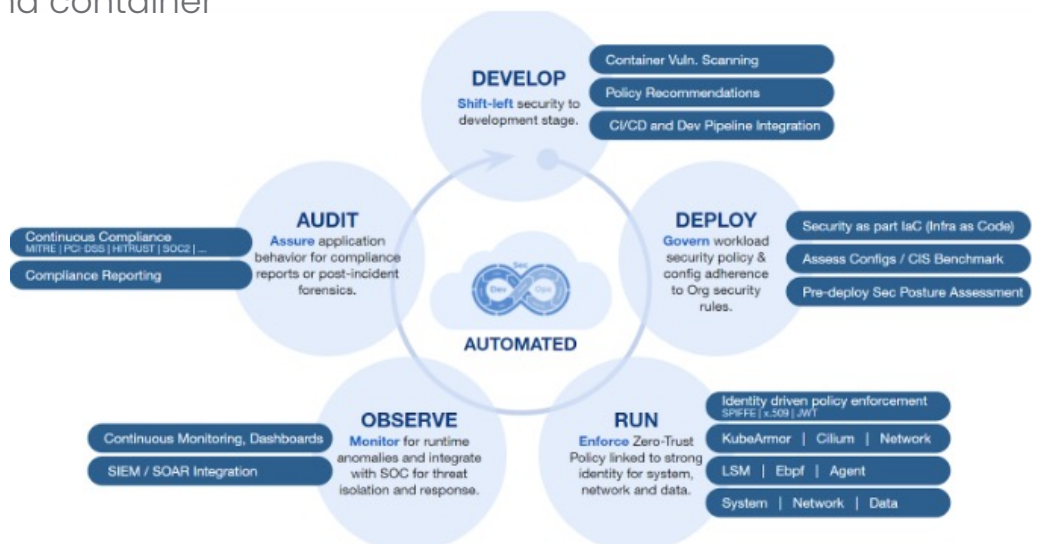 nd container
DEVELOP
Shift-left security to
development stage.
Container Vuln. Scanning
Policy Recommendations
CI/CD and Dev Pipeline Integration
AUDIT
Assure application
behavior for compliance
reports or post-incident
forensics.
Continuous Compliance
MITRE | PCI-DSS | HITRUST | SOC2 | ...
Compliance Reporting
DEPLOY
Govern workload
security policy &
config adherence
to Org security
rules.
Security as part IaC (Infra as Code)
Assess Configs / CIS Benchmark
Pre-deploy Sec Posture Assessment
Sec
Dev
Ops
AUTOMATED
OBSERVE
Monitor for runtime
anomalies and integrate
with SOC for threat
isolation and response.
Continuous Monitoring, Dashboards
SIEM / SOAR Integration
RUN
Enforce Zero-Trust
Policy linked to strong
identity for system,
network and data.
Identity driven policy enforcement
SPIFFE | x.509 | JWT
KubeArmor | Cilium | Network
LSM | Ebpf | Agent
System | Network | Data